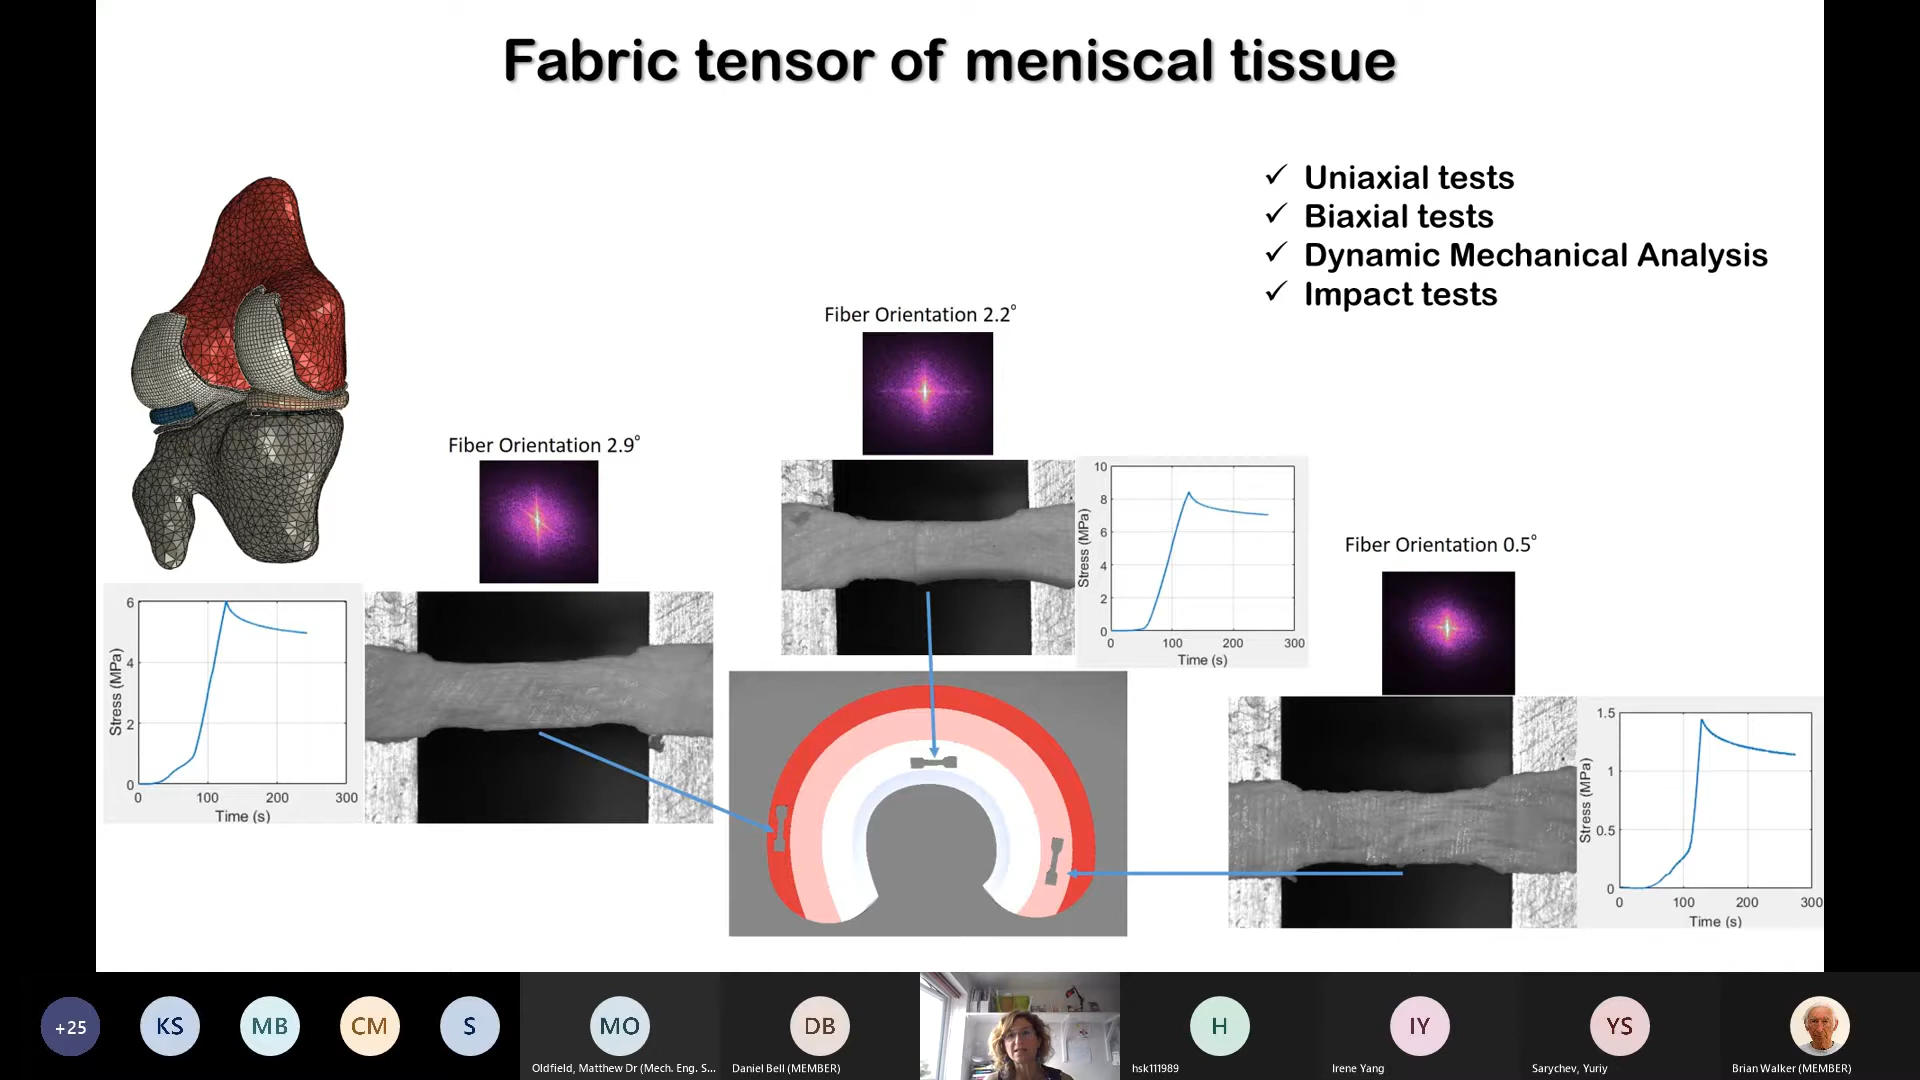 Fabric tensor of meniscal tissue
✓ Uniaxial tests
✓ Biaxial tests
✓ Dynamic Mechanical Analysis
✓ Impact tests
Fiber Orientation 2.2°
Fiber Orientation 2.9°
Fiber Orientation 0.5°
Stress (MPa)
6
4
2
0
0 100 200 300
Time (s)
Stress (MPa)
10
8
6
4
2
0
0 100 200 300
Time (s)
Stress (MPa)
1.5
1
0.5
0
0 100 200 300
Time (s)
+25
KS
MB
CM
S
MO
Oldfield, Matthew Dr (Mech. Eng. S...
DB
Daniel Bell (MEMBER)
H
hsk111989
IY
Irene Yang
YS
Sarychev, Yuriy
Brian Walker (MEMBER)